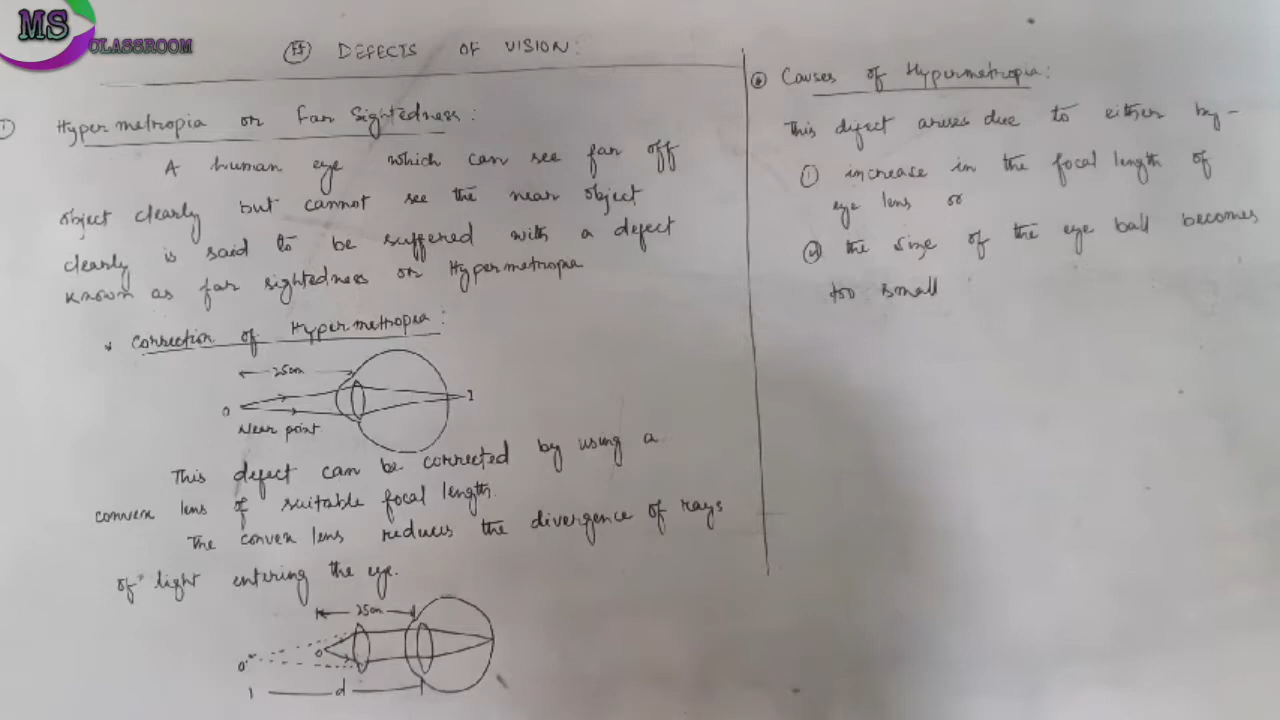 MS
CLASSROOM
DEFECTS OF VISION:
① Hypermetropia or Far Sightedness:
A human eye which can see far off
object clearly but cannot see the near object
clearly is said to be suffered with a defect
known as far sightedness or Hypermetropia
* Correction of Hypermetropia:
25cm
O
I
Near point
This defect can be corrected by using a
convex lens of suitable focal length.
The convex lens reduces the divergence of rays
of light entering the eye.
25cm
O' O
d
Causes of Hypermetropia:
This difect arises due to either by-
① increase in the focal length of
eye lens or
② the size of the eye ball becomes
too small